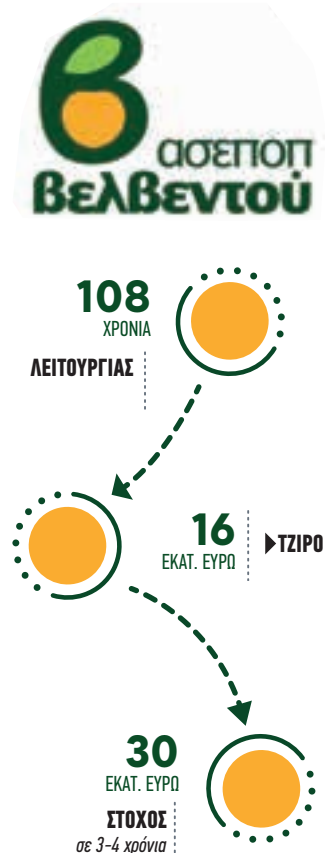 ασεποπ
βελβεντού
108
ΧΡΟΝΙΑ
ΛΕΙΤΟΥΡΓΙΑΣ
16
ΕΚΑΤ. ΕΥΡΩ
ΤΖΙΡΟ
30
ΕΚΑΤ. ΕΥΡΩ
ΣΤΟΧΟΣ
σε 3-4 χρόνια